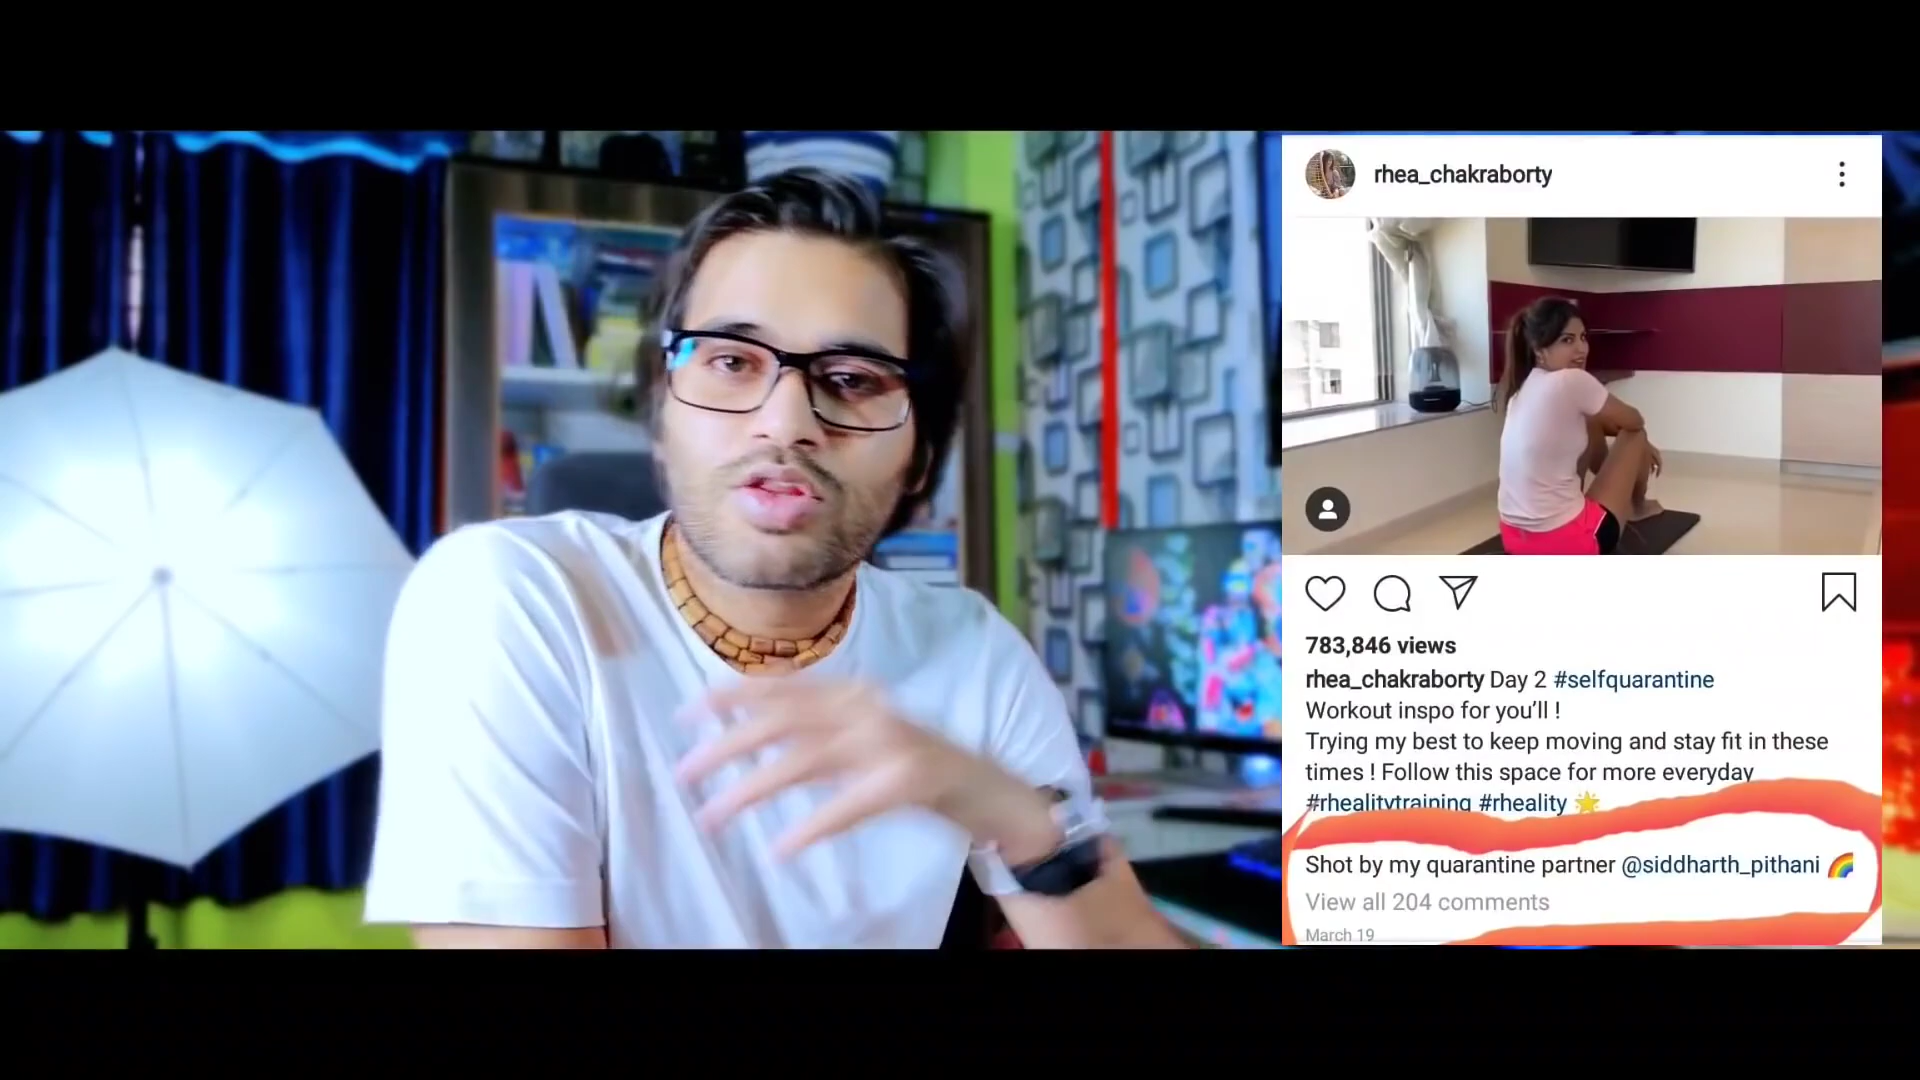 rhea_chakraborty
783,846 views
rhea_chakraborty Day 2 #selfquarantine
Workout inspo for you'll !
Trying my best to keep moving and stay fit in these
times ! Follow this space for more everyday
#rhealitytraining #rheality 🌟
Shot by my quarantine partner @siddharth_pithani 🌈
View all 204 comments
March 19